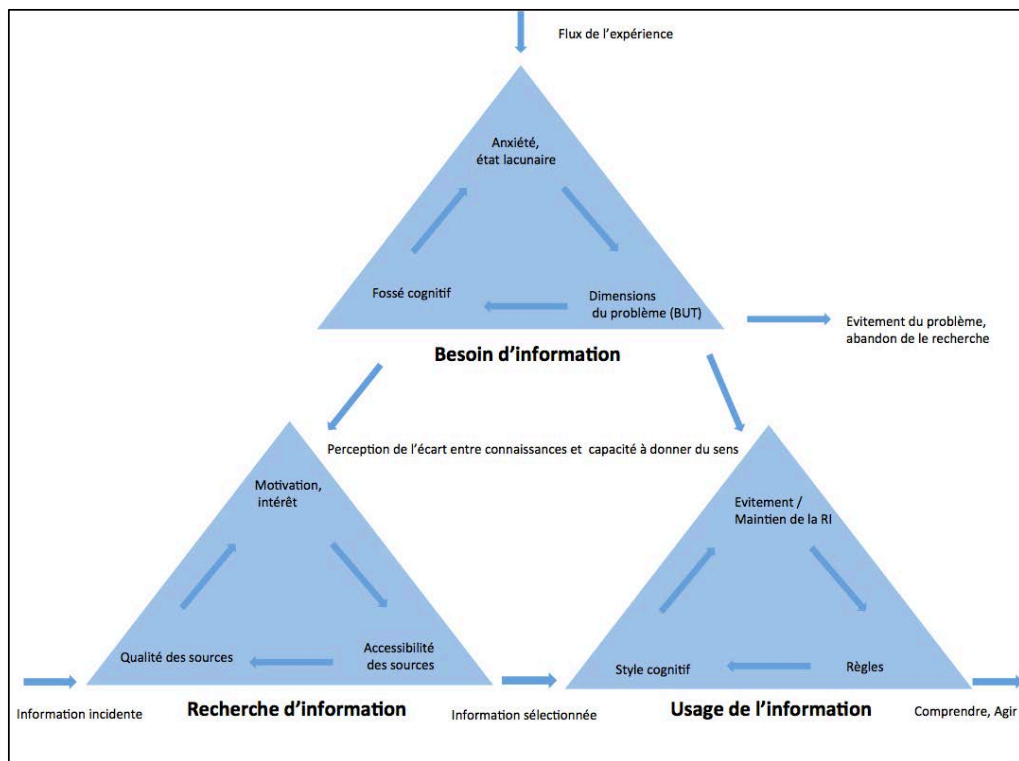 Flux de l'expérience
Anxiété,
état lacunaire
Fossé cognitif
Dimensions
du problème (BUT)
Besoin d'information
Evitement du problème,
abandon de le recherche
Perception de l'écart entre connaissances et capacité à donner du sens
Motivation,
intérêt
Qualité des sources
Accessibilité
des sources
Evitement /
Maintien de la RI
Style cognitif
Règles
Information incidente
Recherche d'information
Information sélectionnée
Usage de l'information
Comprendre, Agir